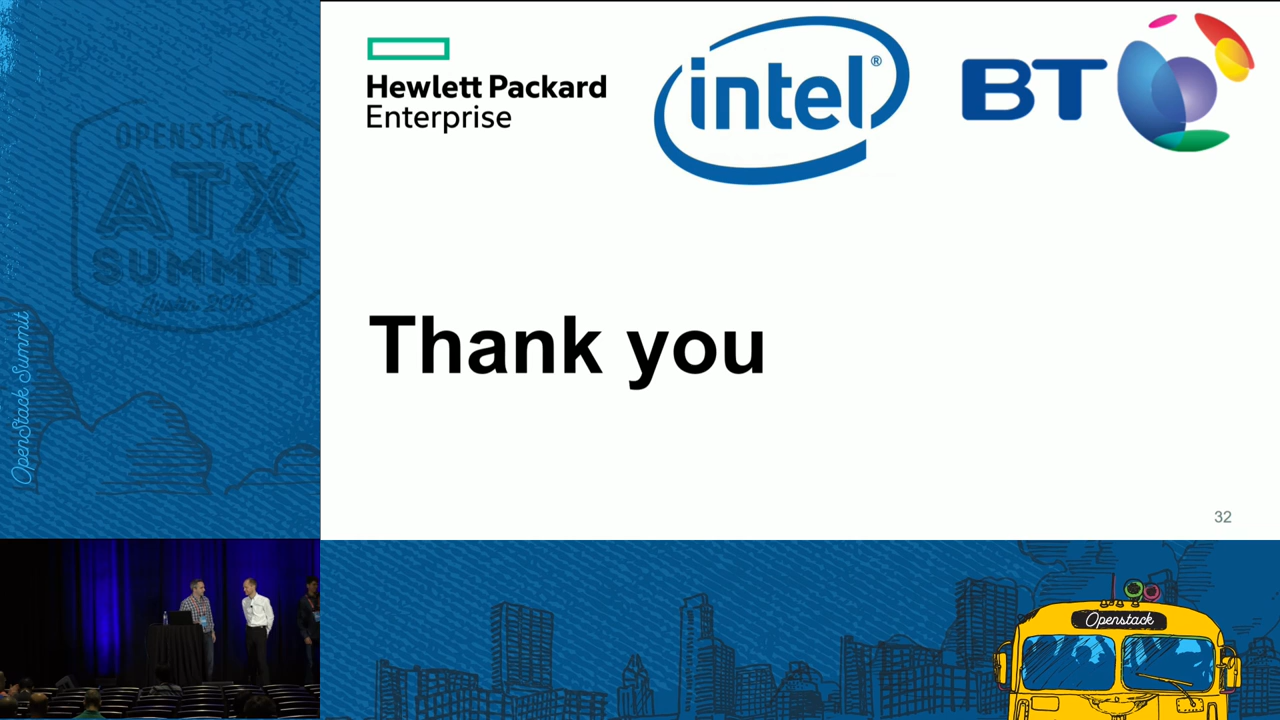 OPENSTACK
ATX
SUMMIT
Austin 2016
OpenStack Summit
Hewlett Packard
Enterprise
intel®
BT
Thank you
32
Openstack